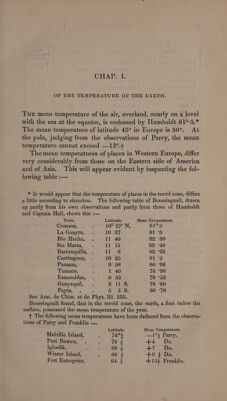 CHAP. I.
OF THE TEMPERATURE OF THE EARTH.
THE mean temperature of the air, overland, nearly on a level
with the sea at the equator, is reckoned by Humboldt 81°·5.*
The mean temperature of latitude 45° in Europe is 56°. At
the pole, judging from the observations of Parry, the mean
temperature cannot exceed —13°.†
The mean temperatures of places in Western Europe, differ
very considerably from those on the Eastern side of America
and of Asia. This will appear evident by inspecting the fol-
lowing table :—
* It would appear that the temperature of places in the torrid zone, differs
a little according to situation. The following table of Boussingault, drawn
up partly from his own observations and partly from those of Humboldt
and Captain Hall, shows this :—
Ports. Latitude. Mean Temperature.
Cumana, . 10° 27′ N. 81°·5
La Guayra, 10 37 81 ·5
Rio Hacha, 11 40 82 ·58
Sta. Marta, . 11 15 83 ·48
Barranquilla, . 11 0 82 ·22
Carthagena, 10 25 81 ·5
Panama, . 8 58 80 ·96
Tumaco, . 1 40 78 ·98
Esmeraldas, . 0 55 79 ·52
Guayaquil, 2 11 S. 78 ·80
Payta, . 5 5 S. 80 ·78
See Ann. de Chim. et de Phys. liii. 235.
Boussingault found, that in the torrid zone, the earth, a foot below the
surface, possessed the mean temperature of the year.
† The following mean temperatures have been deduced from the observa-
tions of Parry and Franklin :—
Latitude. Mean Temperature.
Melville Island, 74°¾ —1°½ Parry.
Port Bowen, . 73 ¼ +4 Do.
Igloolik, . 69 ¼ +7 Do.
Winter Island, . 66 ¼ +9 ½ Do.
Fort Enterprize, 64 ½ +15½ Franklin.